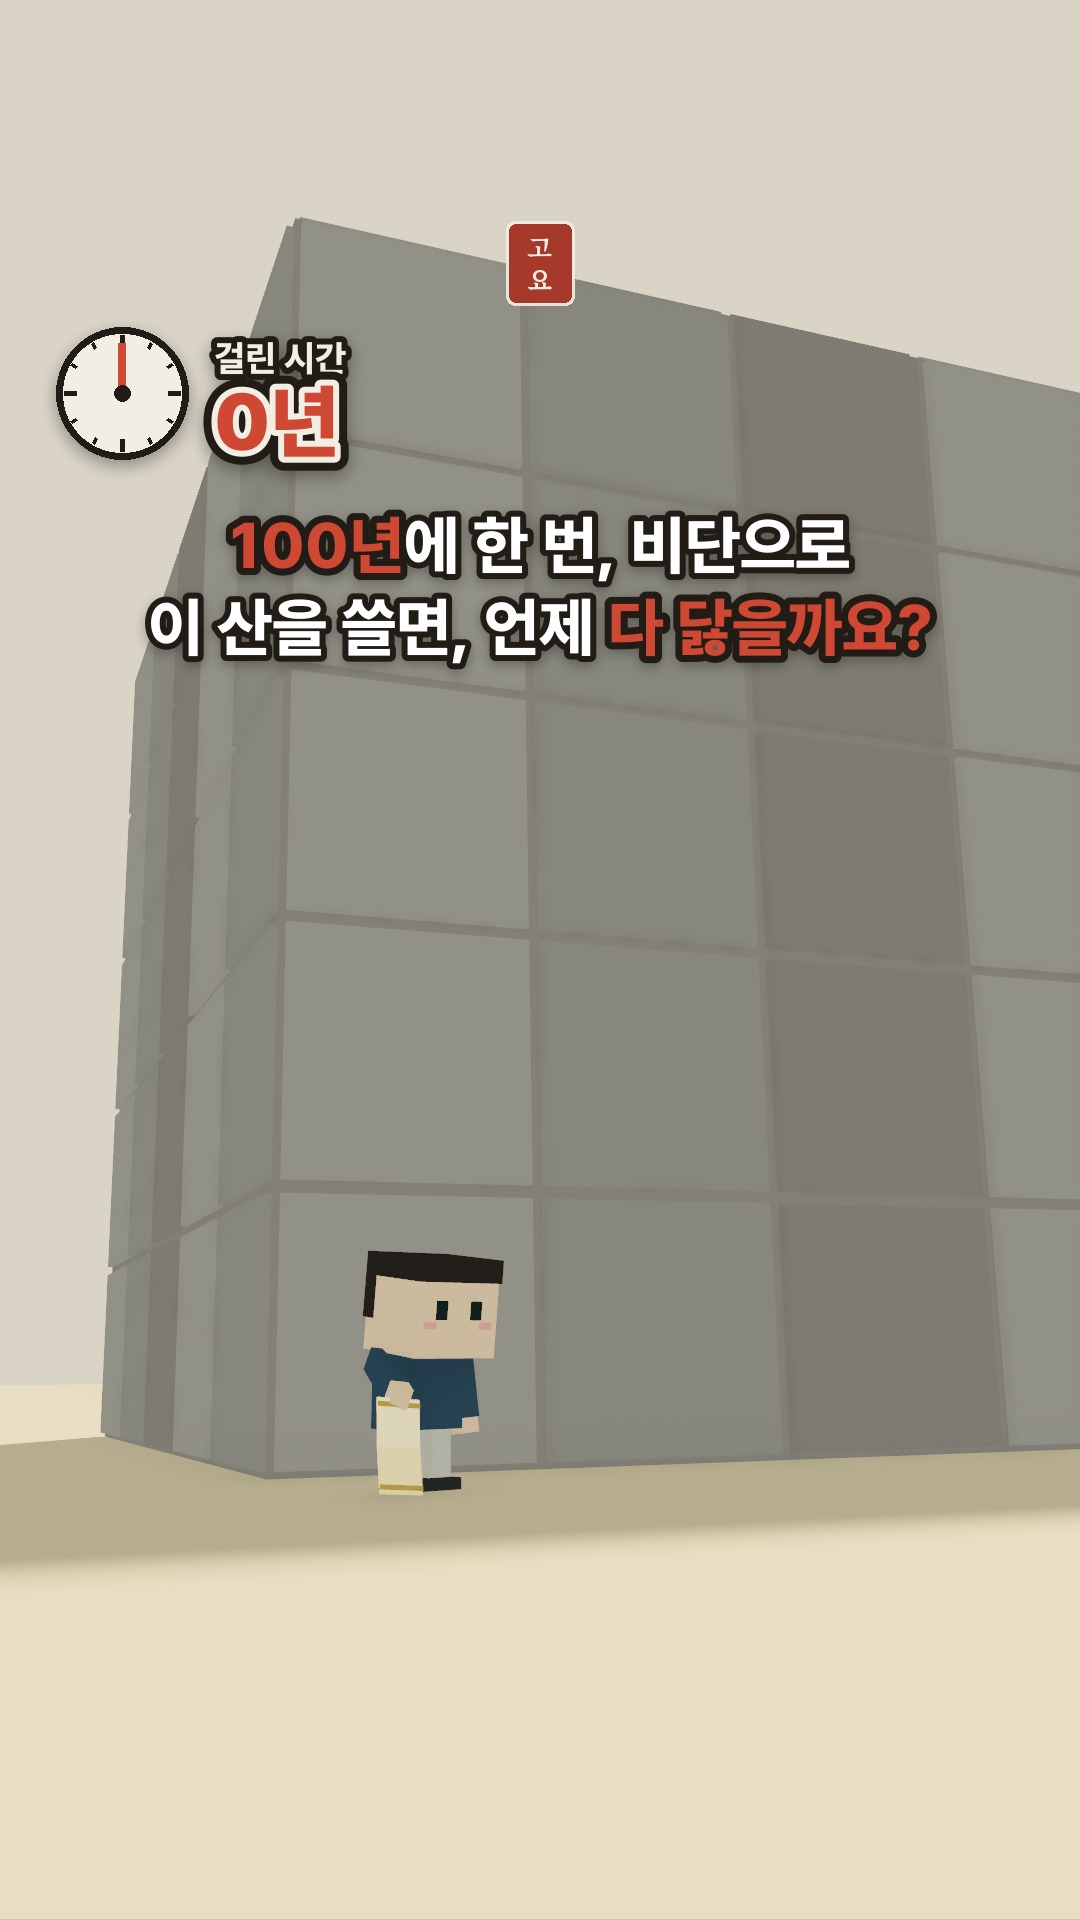 고
요
걸린 시간
0년
100년에 한 번, 비단으로
이 산을 쓸면, 언제 다 닳을까요?